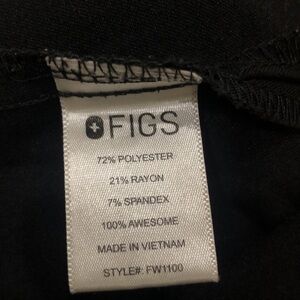 FIGS
72% POLYESTER
21% RAYON
7% SPANDEX
100% AWESOME
MADE IN VIETNAM
STYLE#: FW1100